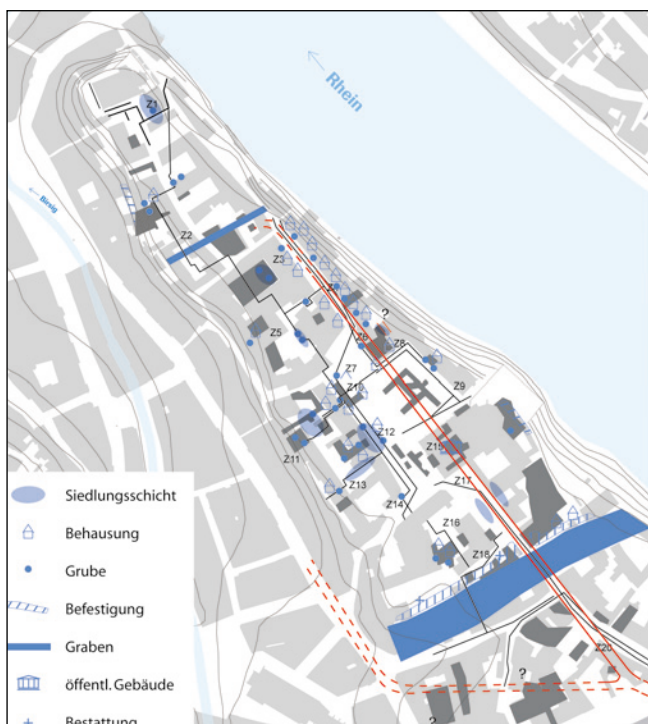 Rhein
Z1
Birsig
Z2
Z3
?
Z5
Z6
Z8
Z7
Z9
Z10
Z12
Z11
Z15
Z13
Z17
Z14
Z16
Z18
Z20
?
?
Siedlungsschicht
Behausung
Grube
Befestigung
Graben
öffentl. Gebäude
Bestattung